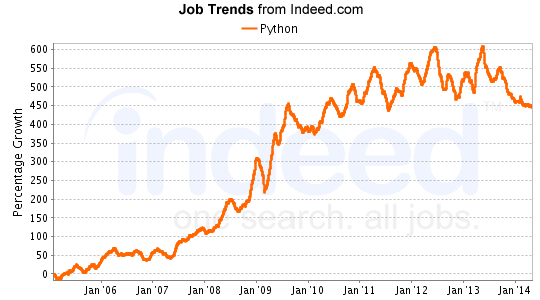 Job Trends from Indeed.com
Python
Percentage Growth
600
550
500
450
400
350
300
250
200
150
100
50
0
indeed™
one search. all jobs.
Jan'06 Jan'07 Jan'08 Jan'09 Jan'10 Jan'11 Jan'12 Jan'13 Jan'14